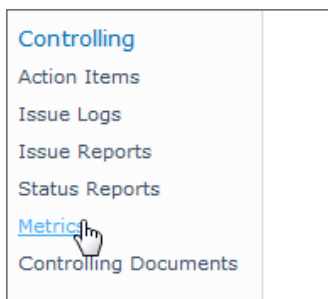 Controlling
Action Items
Issue Logs
Issue Reports
Status Reports
Metrics
Controlling Documents